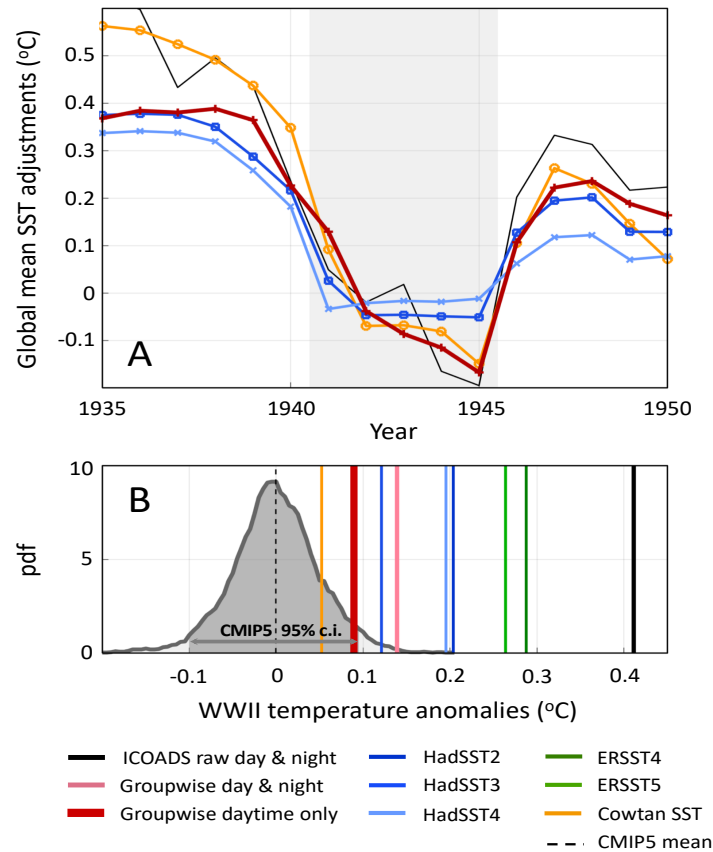 0.5
0.4
0.3
0.2
0.1
0
-0.1
Global mean SST adjustments (oC)
A
1935
1940
1945
1950
Year
10
5
0
pdf
B
CMIP5 95% c.i.
-0.1
0
0.1
0.2
0.3
0.4
WWII temperature anomalies (oC)
ICOADS raw day & night
HadSST2
ERSST4
Groupwise day & night
HadSST3
ERSST5
Groupwise daytime only
HadSST4
Cowtan SST
CMIP5 mean